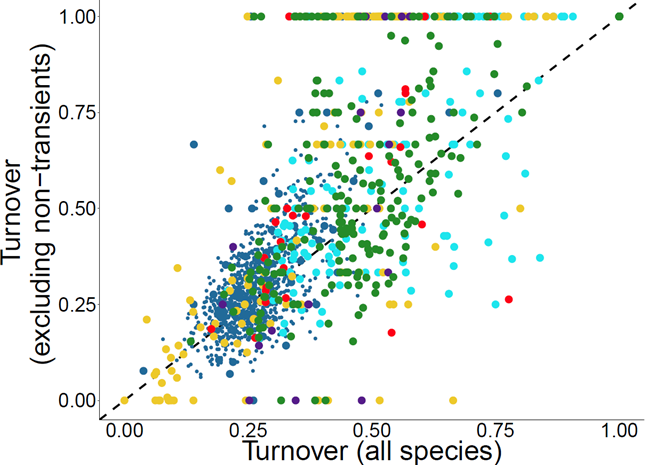 Turnover
(excluding non−transients)
1.00
0.75
0.50
0.25
0.00
0.00 0.25 0.50 0.75 1.00
Turnover (all species)